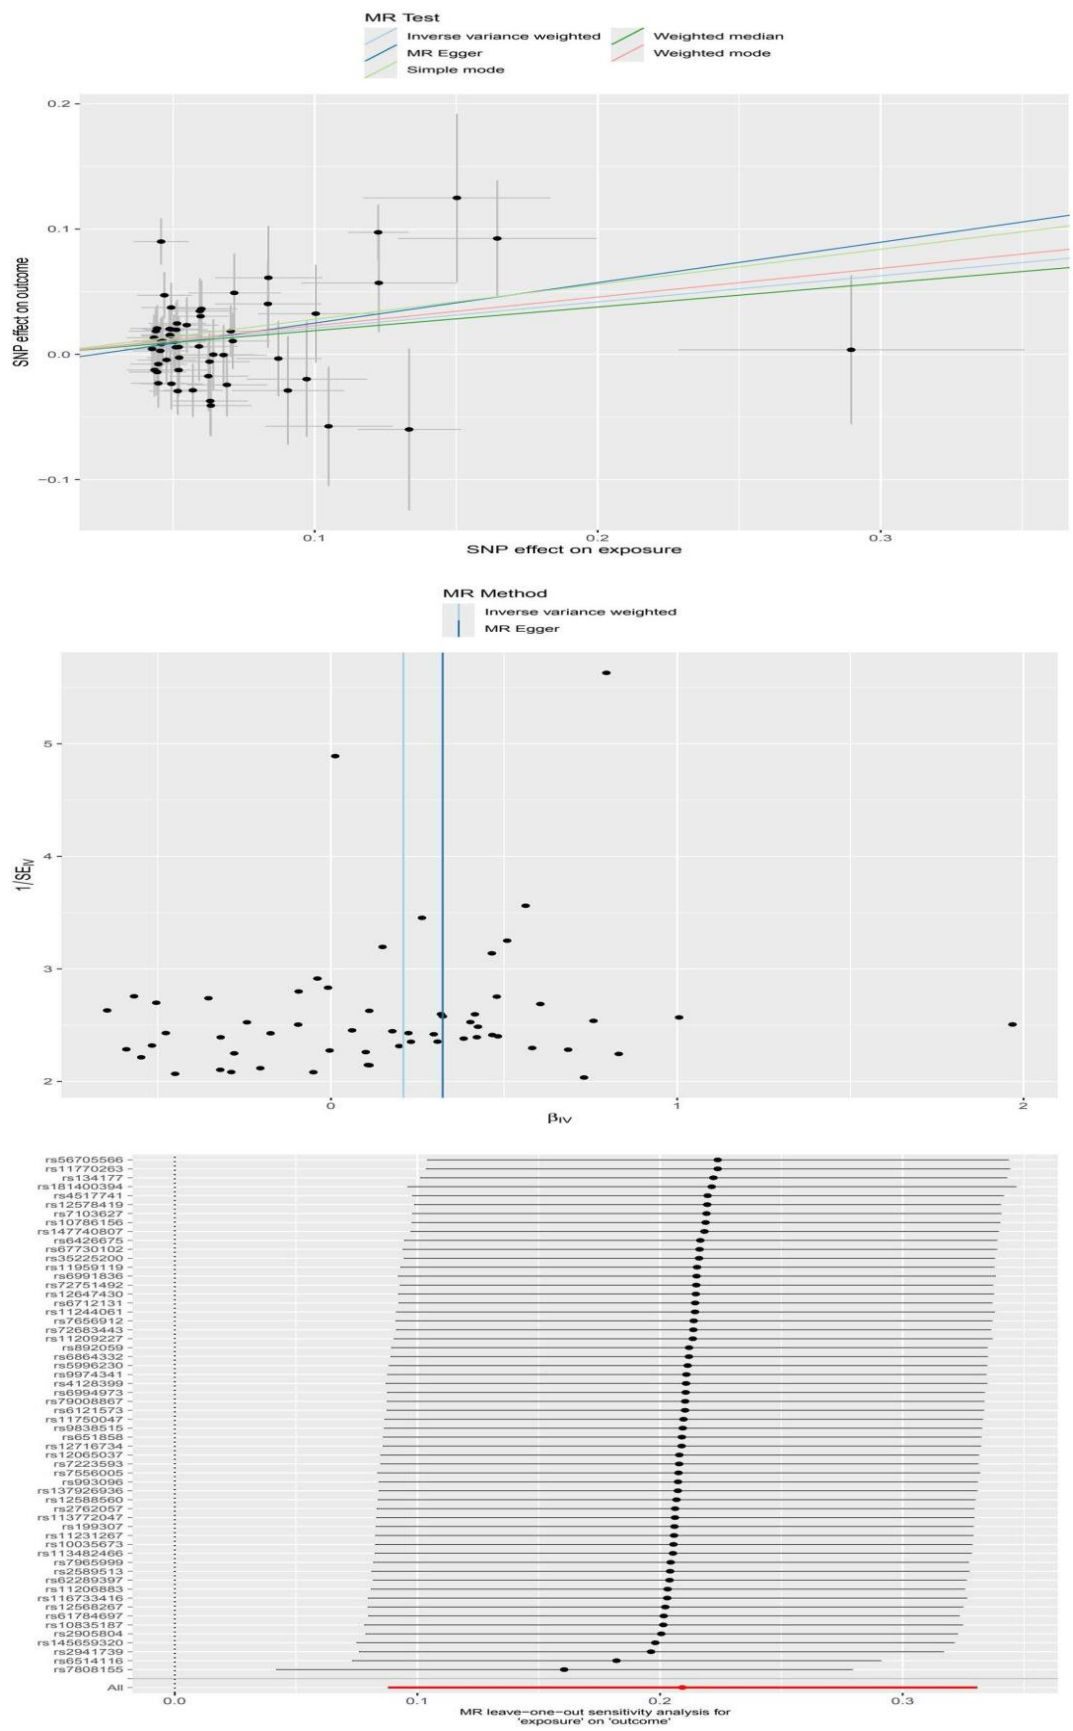 MR Test
Inverse variance weighted
Weighted median
MR Egger
Weighted mode
Simple mode
0.2
0.1
0.0
−0.1
SNP effect on outcome
0.1
0.2
0.3
SNP effect on exposure
MR Method
Inverse variance weighted
MR Egger
5
4
3
2
1/SEIV
0
1
2
βIV
rs56705566
rs11770263
rs134177
rs181400394
rs4517741
rs12578419
rs7103627
rs10786156
rs147740807
rs6426675
rs67730102
rs35225200
rs11959119
rs6991836
rs72751492
rs12647430
rs6712131
rs11244061
rs7656912
rs72683443
rs11209227
rs892059
rs6864332
rs5996230
rs9974341
rs4128399
rs6994973
rs79008867
rs6121573
rs11750047
rs9838515
rs651858
rs12716734
rs12065037
rs7223593
rs7556005
rs993096
rs137926936
rs12588560
rs2762057
rs113772047
rs199307
rs11231267
rs10035673
rs113482466
rs7965999
rs2589513
rs62289397
rs11206883
rs116733416
rs12568267
rs61784697
rs10835187
rs2905804
rs145659320
rs2941739
rs6514116
rs7808155
All
0.0
0.1
0.2
0.3
MR leave−one−out sensitivity analysis for
'exposure' on 'outcome'